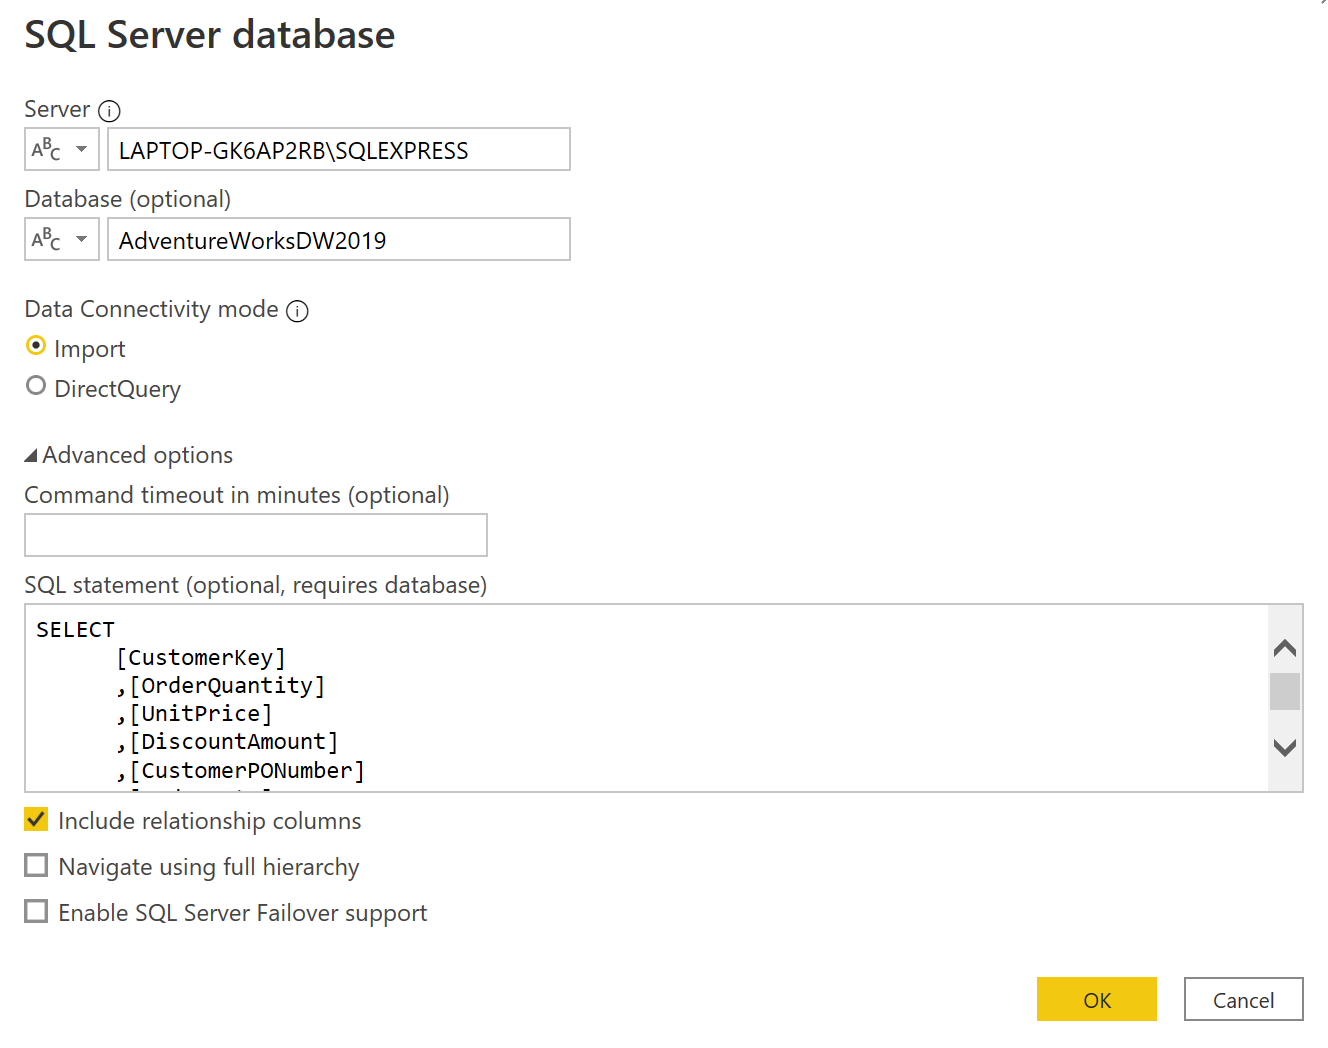 SQL Server database
Server
ABC
LAPTOP-GK6AP2RB\SQLEXPRESS
Database (optional)
ABC
AdventureWorksDW2019
Data Connectivity mode
Import
DirectQuery
Advanced options
Command timeout in minutes (optional)
SQL statement (optional, requires database)
SELECT
[CustomerKey]
,[OrderQuantity]
,[UnitPrice]
,[DiscountAmount]
,[CustomerPONumber]
Include relationship columns
Navigate using full hierarchy
Enable SQL Server Failover support
OK
Cancel